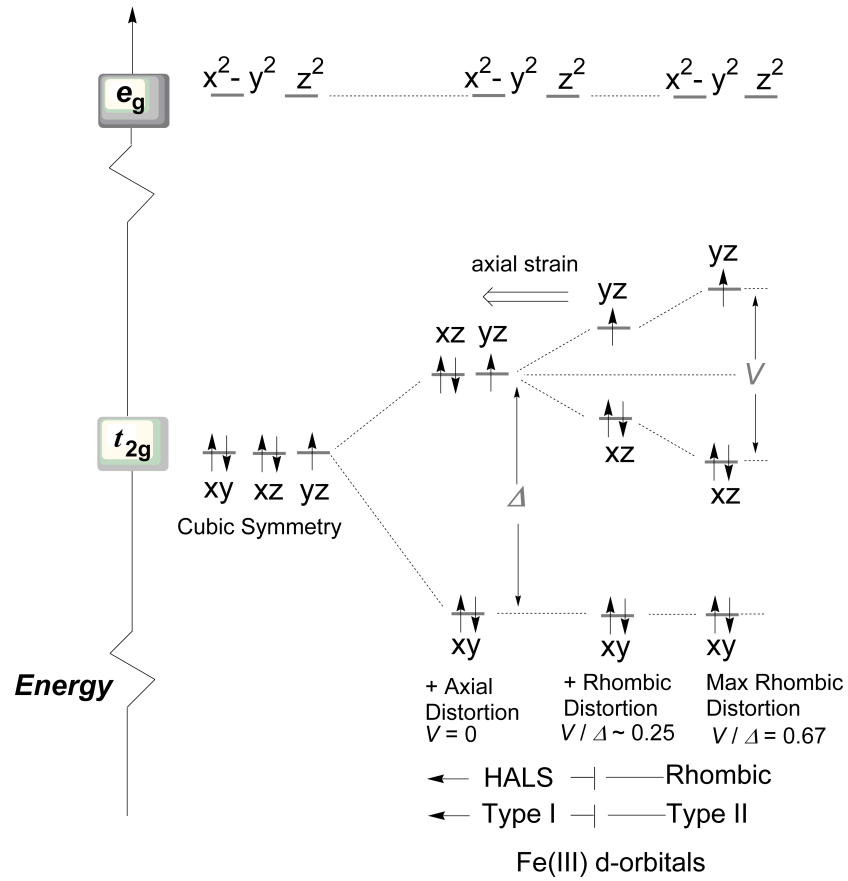 x²- y² z² x²- y² z² x²- y² z²
eg
axial strain
yz
yz
xz yz
V
t2g
xz
xy xz yz
xz
Cubic Symmetry
Δ
xy xy xy
Energy
+ Axial
Distortion
V = 0
+ Rhombic
Distortion
V / Δ ~ 0.25
Max Rhombic
Distortion
V / Δ = 0.67
HALS Rhombic
Type I Type II
Fe(III) d-orbitals